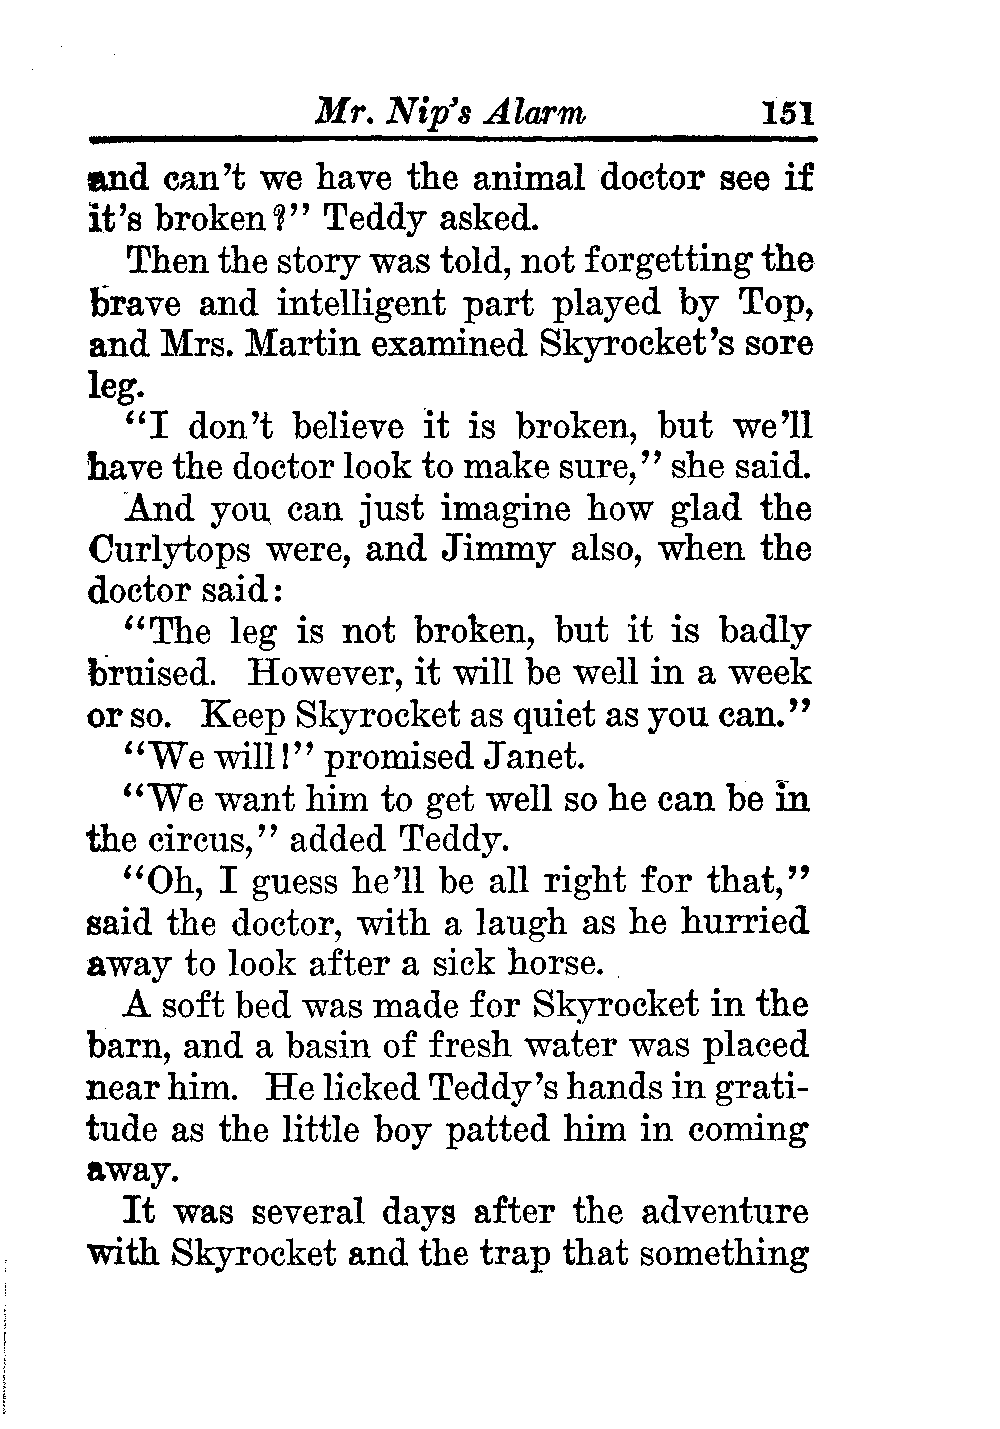 Mr. Nip's Alarm 151
and can't we have the animal doctor see if
it's broken?" Teddy asked.
Then the story was told, not forgetting the
brave and intelligent part played by Top,
and Mrs. Martin examined Skyrocket's sore
leg.
"I don't believe it is broken, but we'll
have the doctor look to make sure," she said.
And you can just imagine how glad the
Curlytops were, and Jimmy also, when the
doctor said:
"The leg is not broken, but it is badly
bruised. However, it will be well in a week
or so. Keep Skyrocket as quiet as you can."
"We will!" promised Janet.
"We want him to get well so he can be in
the circus," added Teddy.
"Oh, I guess he'll be all right for that,"
said the doctor, with a laugh as he hurried
away to look after a sick horse.
A soft bed was made for Skyrocket in the
barn, and a basin of fresh water was placed
near him. He licked Teddy's hands in grati-
tude as the little boy patted him in coming
away.
It was several days after the adventure
with Skyrocket and the trap that something